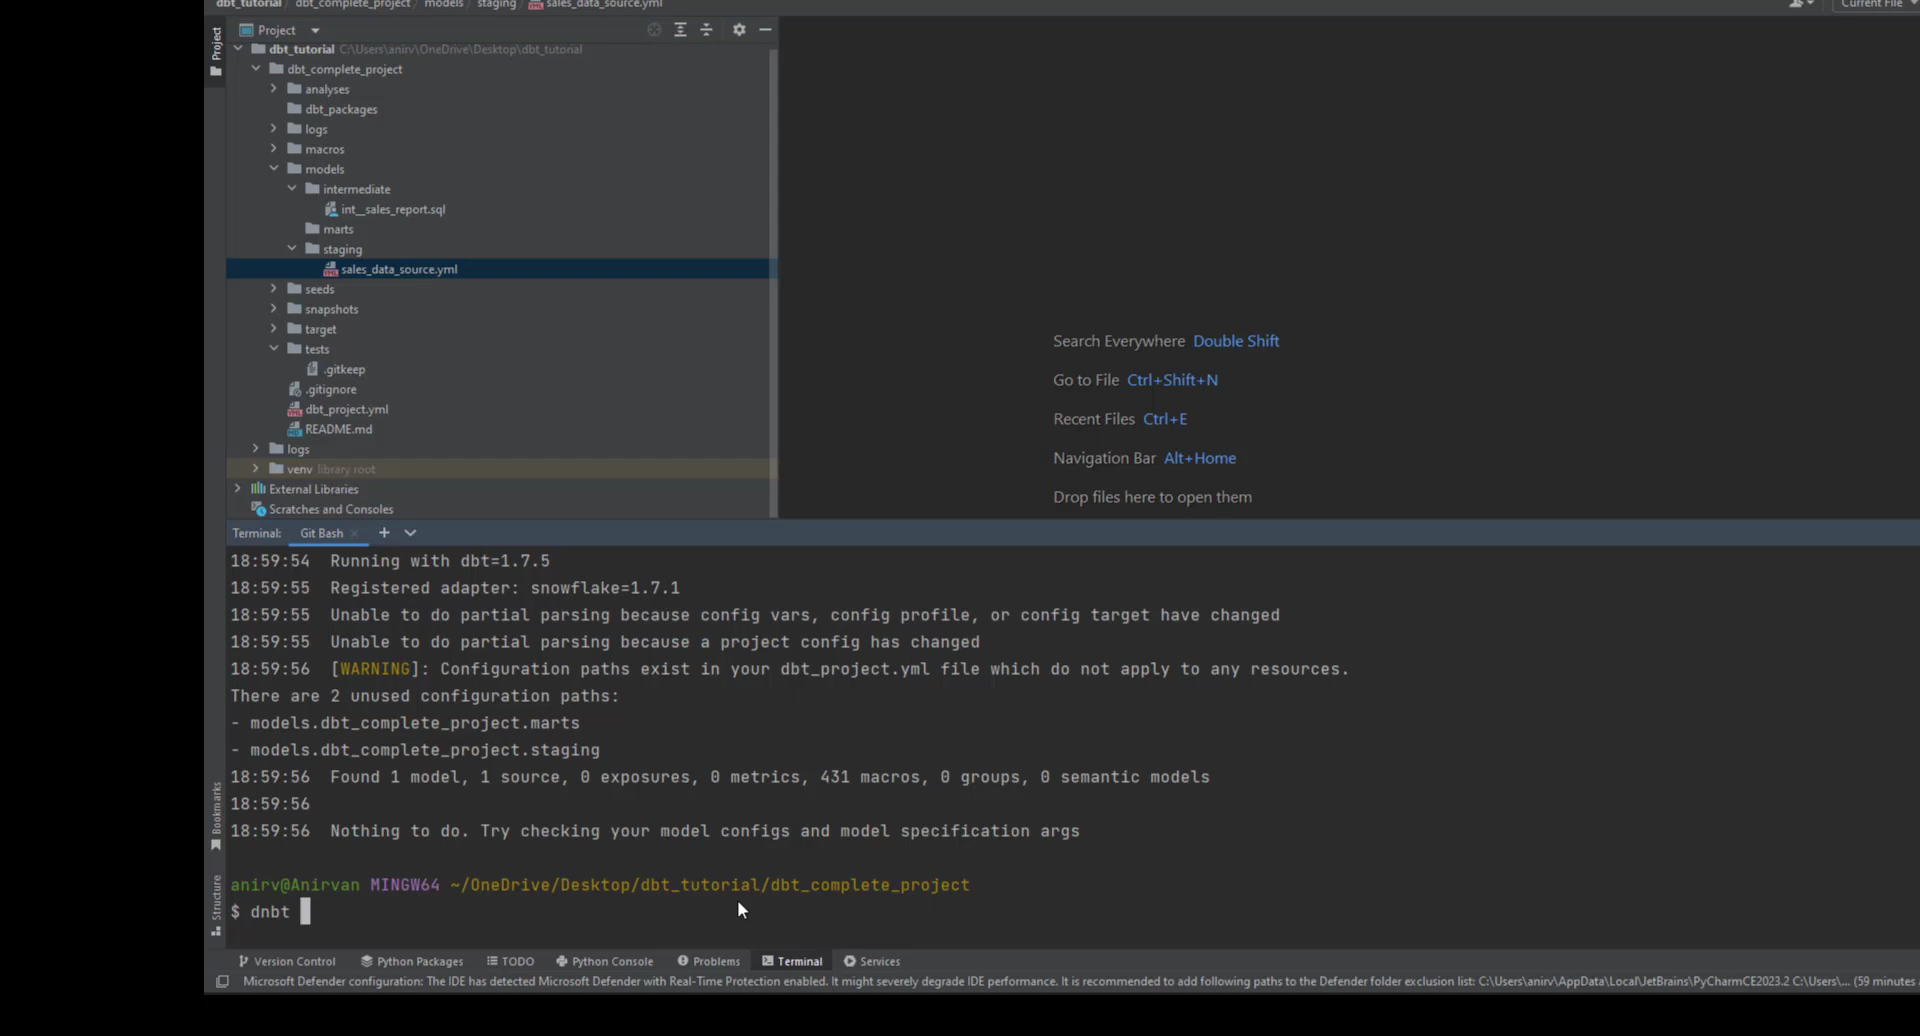 dbt_tutorial dbt_complete_project models staging sales_data_source.yml
Current File
Project
Project
dbt_tutorial C:\Users\anirv\OneDrive\Desktop\dbt_tutorial
dbt_complete_project
analyses
dbt_packages
logs
macros
models
intermediate
int__sales_report.sql
marts
staging
sales_data_source.yml
seeds
snapshots
target
tests
.gitkeep
.gitignore
dbt_project.yml
README.md
logs
venv library root
External Libraries
Scratches and Consoles
Search Everywhere Double Shift
Go to File Ctrl+Shift+N
Recent Files Ctrl+E
Navigation Bar Alt+Home
Drop files here to open them
Terminal: Git Bash
18:59:54 Running with dbt=1.7.5
18:59:55 Registered adapter: snowflake=1.7.1
18:59:55 Unable to do partial parsing because config vars, config profile, or config target have changed
18:59:55 Unable to do partial parsing because a project config has changed
18:59:56 [WARNING]: Configuration paths exist in your dbt_project.yml file which do not apply to any resources.
There are 2 unused configuration paths:
- models.dbt_complete_project.marts
- models.dbt_complete_project.staging
18:59:56 Found 1 model, 1 source, 0 exposures, 0 metrics, 431 macros, 0 groups, 0 semantic models
18:59:56
18:59:56 Nothing to do. Try checking your model configs and model specification args
anirv@Anirvan MINGW64 ~/OneDrive/Desktop/dbt_tutorial/dbt_complete_project
$ dnbt
Bookmarks
Structure
Version Control Python Packages TODO Python Console Problems Terminal Services
Microsoft Defender configuration: The IDE has detected Microsoft Defender with Real-Time Protection enabled. It might severely degrade IDE performance. It is recommended to add following paths to the Defender folder exclusion list: C:\Users\anirv\AppData\Local\JetBrains\PyCharmCE2023.2 C:\Users\... (59 minutes